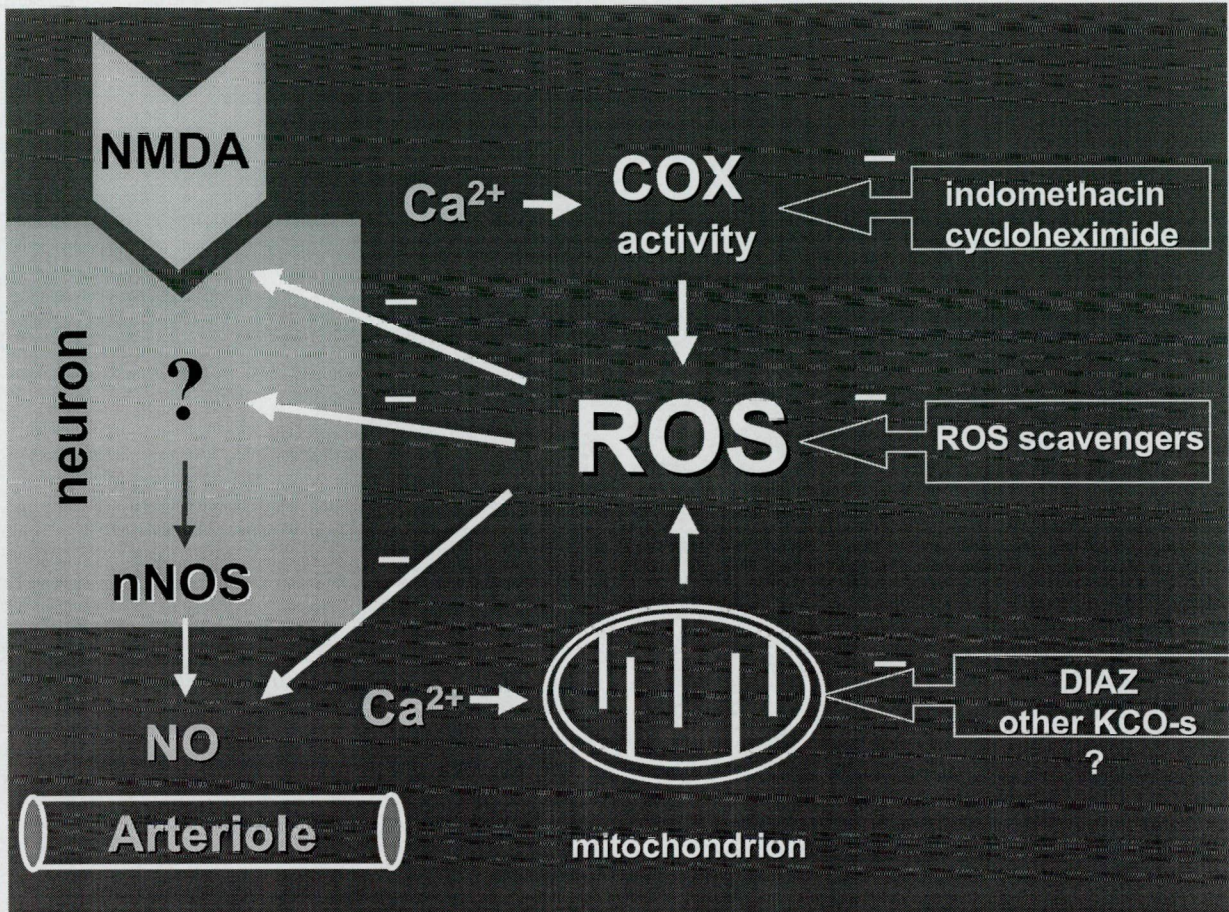 NMDA
Ca²⁺
COX
activity
–
indomethacin
cycloheximide
–
neuron
?
–
ROS
–
ROS scavengers
nNOS
–
NO
Ca²⁺
–
DIAZ
other KCO-s
?
Arteriole
mitochondrion